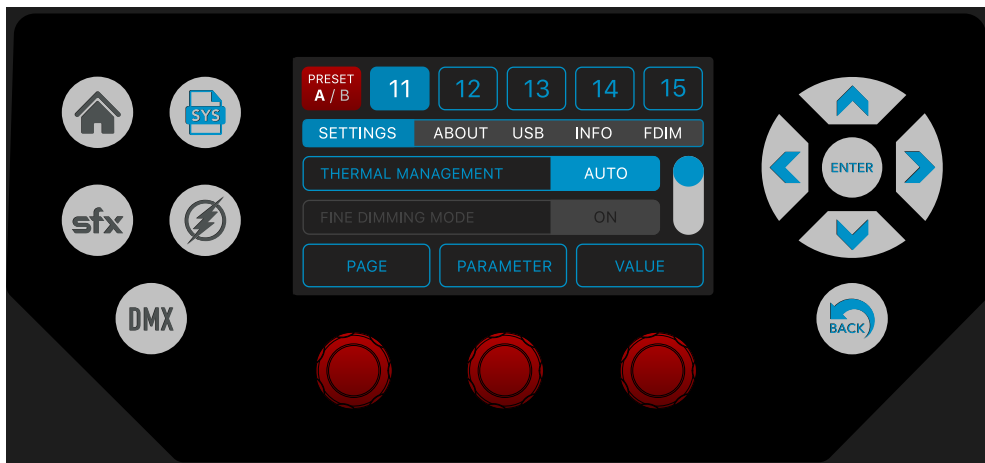 SYS
sfx
DMX
PRESET
A / B
11
12
13
14
15
SETTINGS ABOUT USB INFO FDIM
THERMAL MANAGEMENT AUTO
FINE DIMMING MODE ON
PAGE PARAMETER VALUE
ENTER
BACK